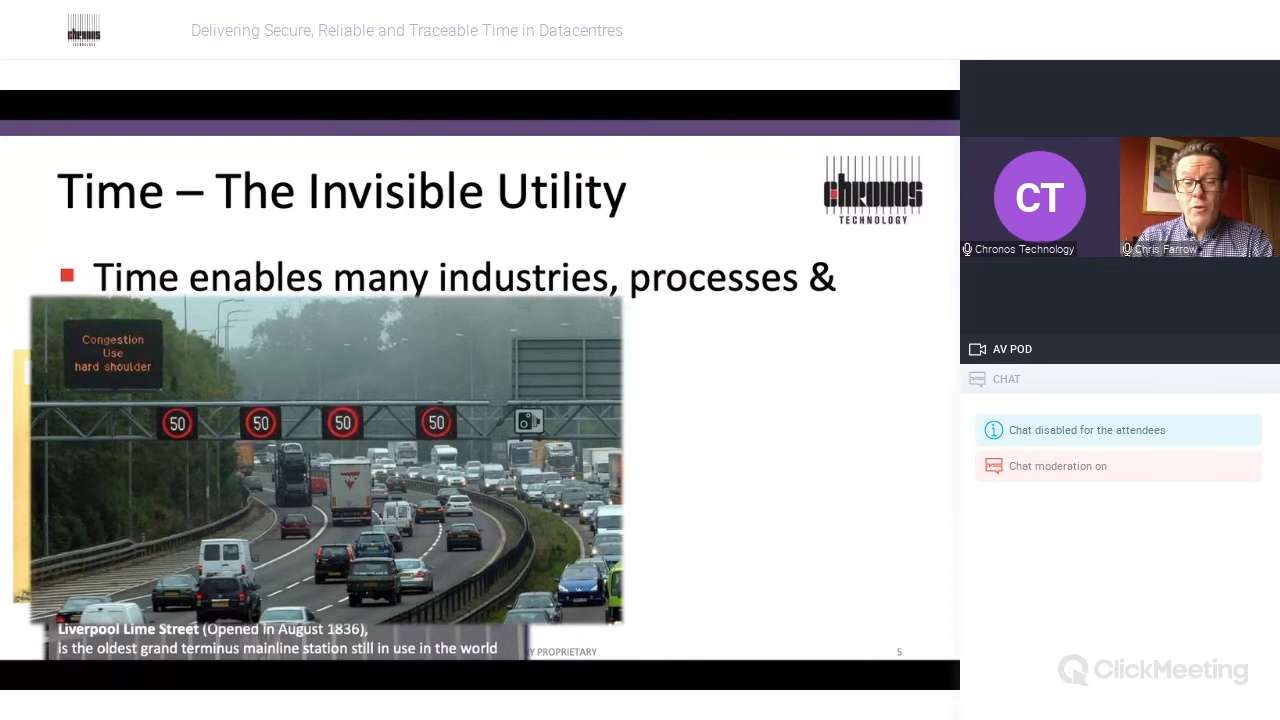 chronos
TECHNOLOGY
Delivering Secure, Reliable and Traceable Time in Datacentres
Time – The Invisible Utility
chronos
TECHNOLOGY
Time enables many industries, processes &
Congestion
Use
hard shoulder
50 50 50 50
PNC
Liverpool Lime Street (Opened in August 1836),
is the oldest grand terminus mainline station still in use in the world
PROPRIETARY
5
CT
Chronos Technology
Chris Farrow
AV POD
CHAT
Chat disabled for the attendees
Chat moderation on
ClickMeeting